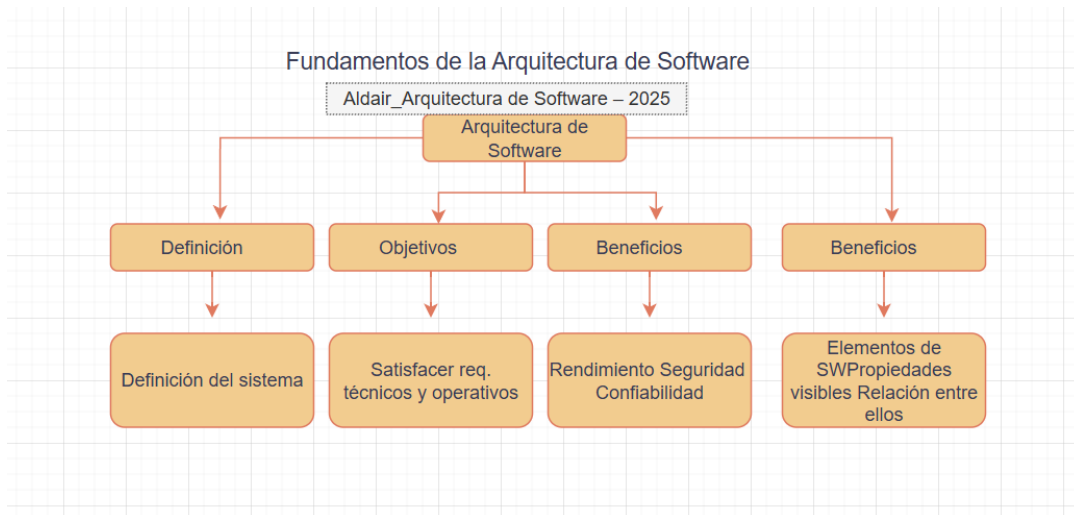 Fundamentos de la Arquitectura de Software
Aldair_Arquitectura de Software – 2025
Arquitectura de
Software
Definición
Objetivos
Beneficios
Beneficios
Definición del sistema
Satisfacer req.
técnicos y operativos
Rendimiento Seguridad
Confiabilidad
Elementos de
SWPropiedades
visibles Relación entre
ellos